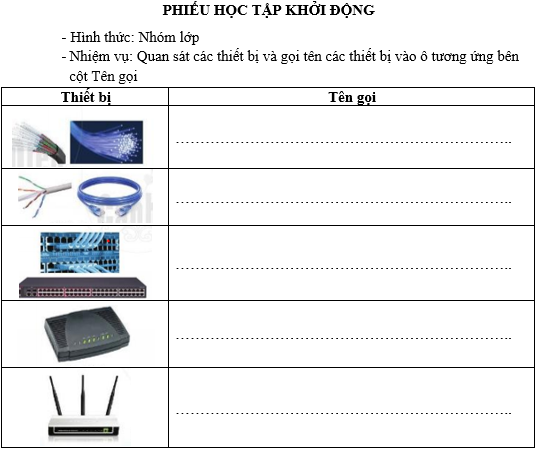 PHIẾU HỌC TẬP KHỞI ĐỘNG
- Hình thức: Nhóm lớp
- Nhiệm vụ: Quan sát các thiết bị và gọi tên các thiết bị vào ô tương ứng bên
cột Tên gọi
Thiết bị Tên gọi
……………………………………………………………..
……………………………………………………………..
……………………………………………………………..
……………………………………………………………..
……………………………………………………………..